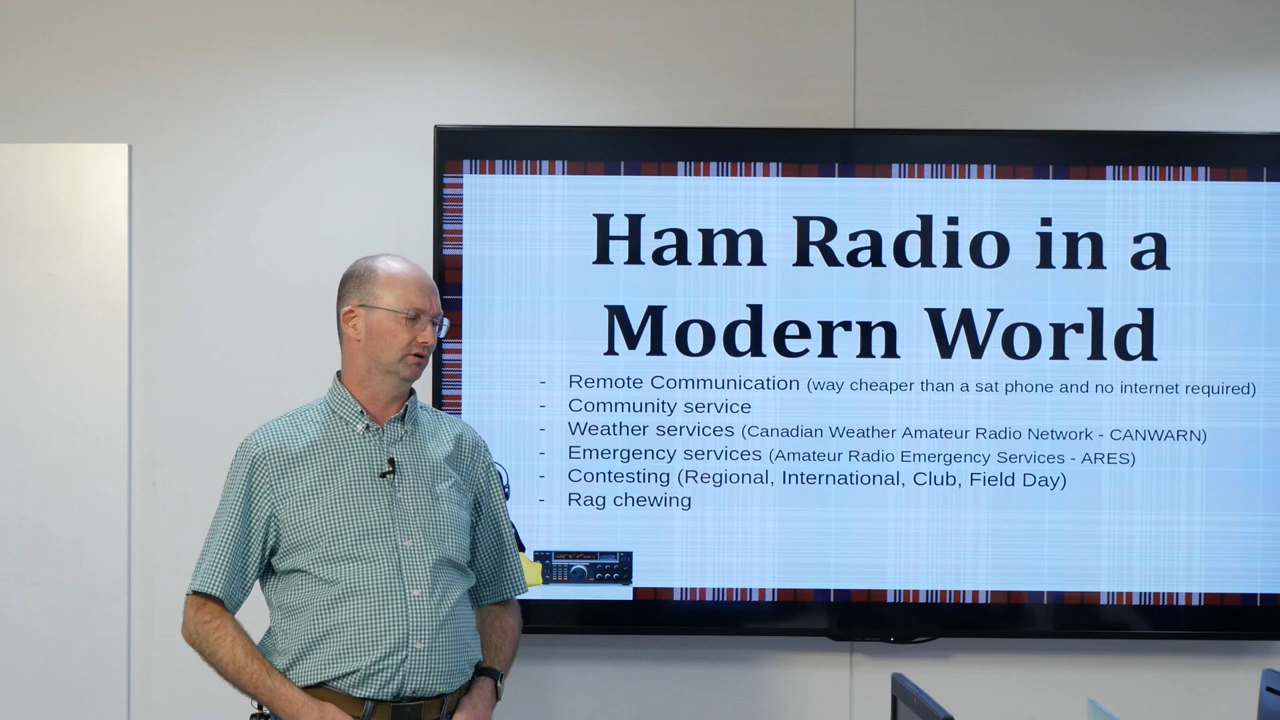 Ham Radio in a
Modern World
- Remote Communication (way cheaper than a sat phone and no internet required)
- Community service
- Weather services (Canadian Weather Amateur Radio Network - CANWARN)
- Emergency services (Amateur Radio Emergency Services - ARES)
- Contesting (Regional, International, Club, Field Day)
- Rag chewing